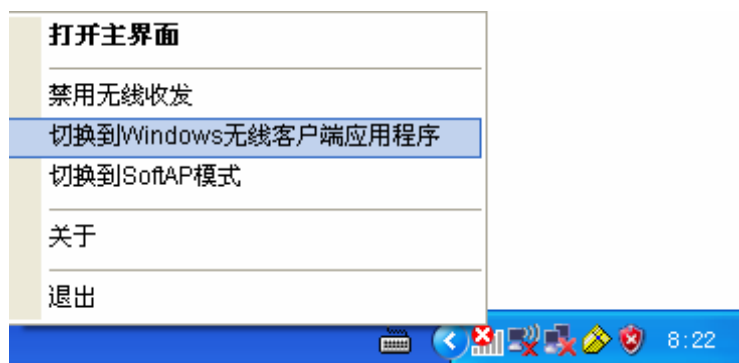 打开主界面
禁用无线收发
切换到Windows无线客户端应用程序
切换到SoftAP模式
关于
退出
8:22